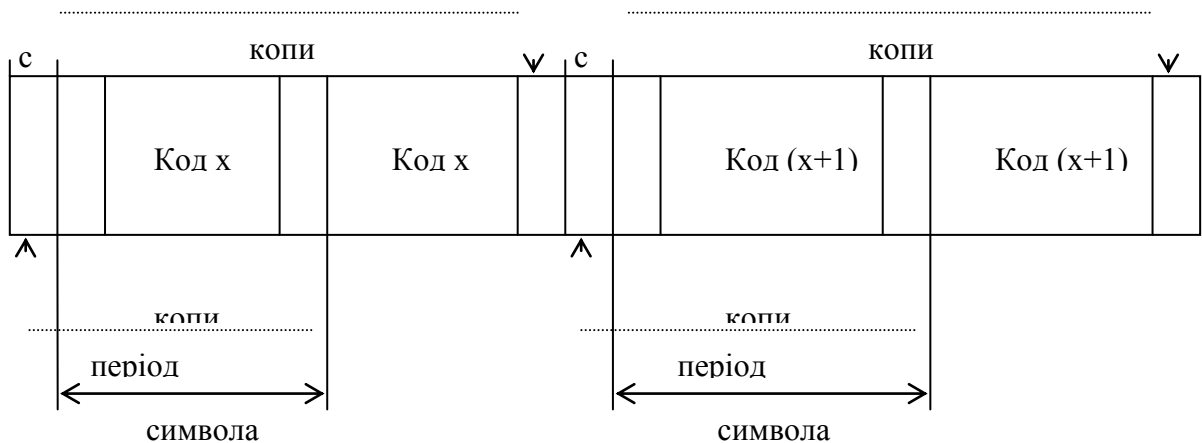 с копи с копи
Код x Код x Код (x+1) Код (x+1)
копи копи
період період
символа символа